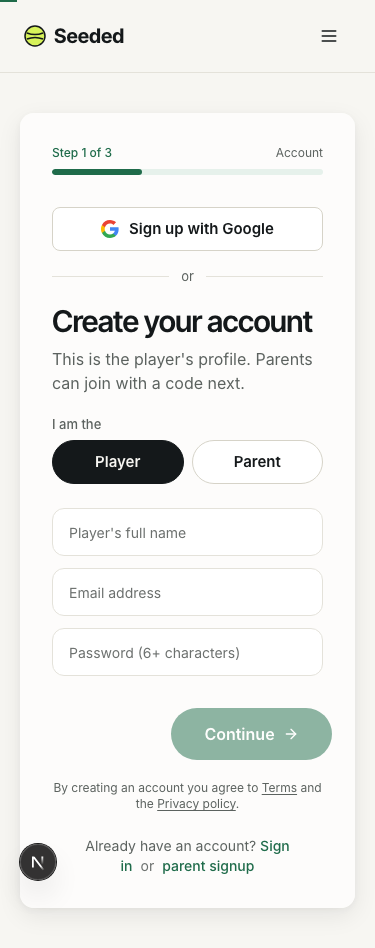 Seeded
Step 1 of 3
Account
Sign up with Google
or
Create your account
This is the player's profile. Parents
can join with a code next.
I am the
Player
Parent
Player's full name
Email address
Password (6+ characters)
Continue →
By creating an account you agree to Terms and
the Privacy policy.
Already have an account? Sign
in or parent signup
N